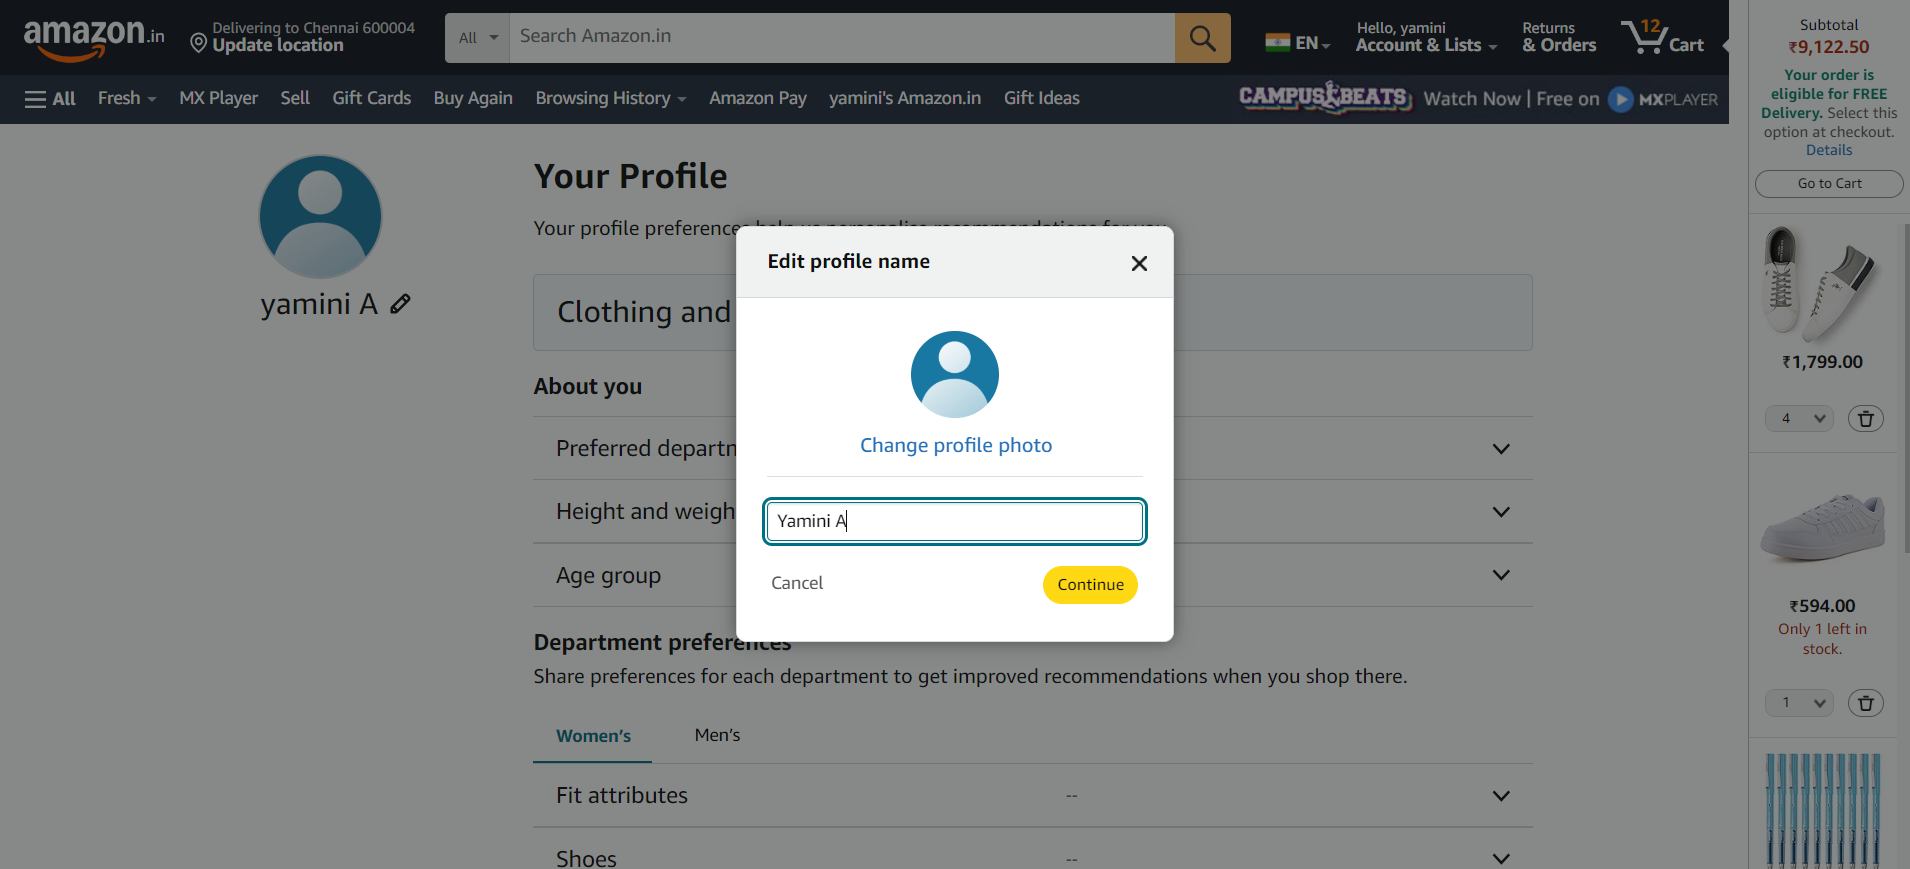 amazon.in
Delivering to Chennai 600004
Update location
All
Search Amazon.in
EN
Hello, yamini
Account & Lists
Returns
& Orders
12
Cart
All
Fresh
MX Player
Sell
Gift Cards
Buy Again
Browsing History
Amazon Pay
yamini's Amazon.in
Gift Ideas
CAMPUS BEATS Watch Now | Free on MXPLAYER
Subtotal
₹9,122.50
Your order is
eligible for FREE
Delivery. Select this
option at checkout.
Details
Go to Cart
₹1,799.00
4
₹594.00
Only 1 left in
stock.
1
yamini A
Your Profile
Your profile preferences help us personalise recommendations for you
Clothing and
About you
Preferred departm
Height and weigh
Age group
Department preferences
Share preferences for each department to get improved recommendations when you shop there.
Women's
Men's
Fit attributes
--
Shoes
--
Edit profile name
Change profile photo
Yamini A
Cancel
Continue